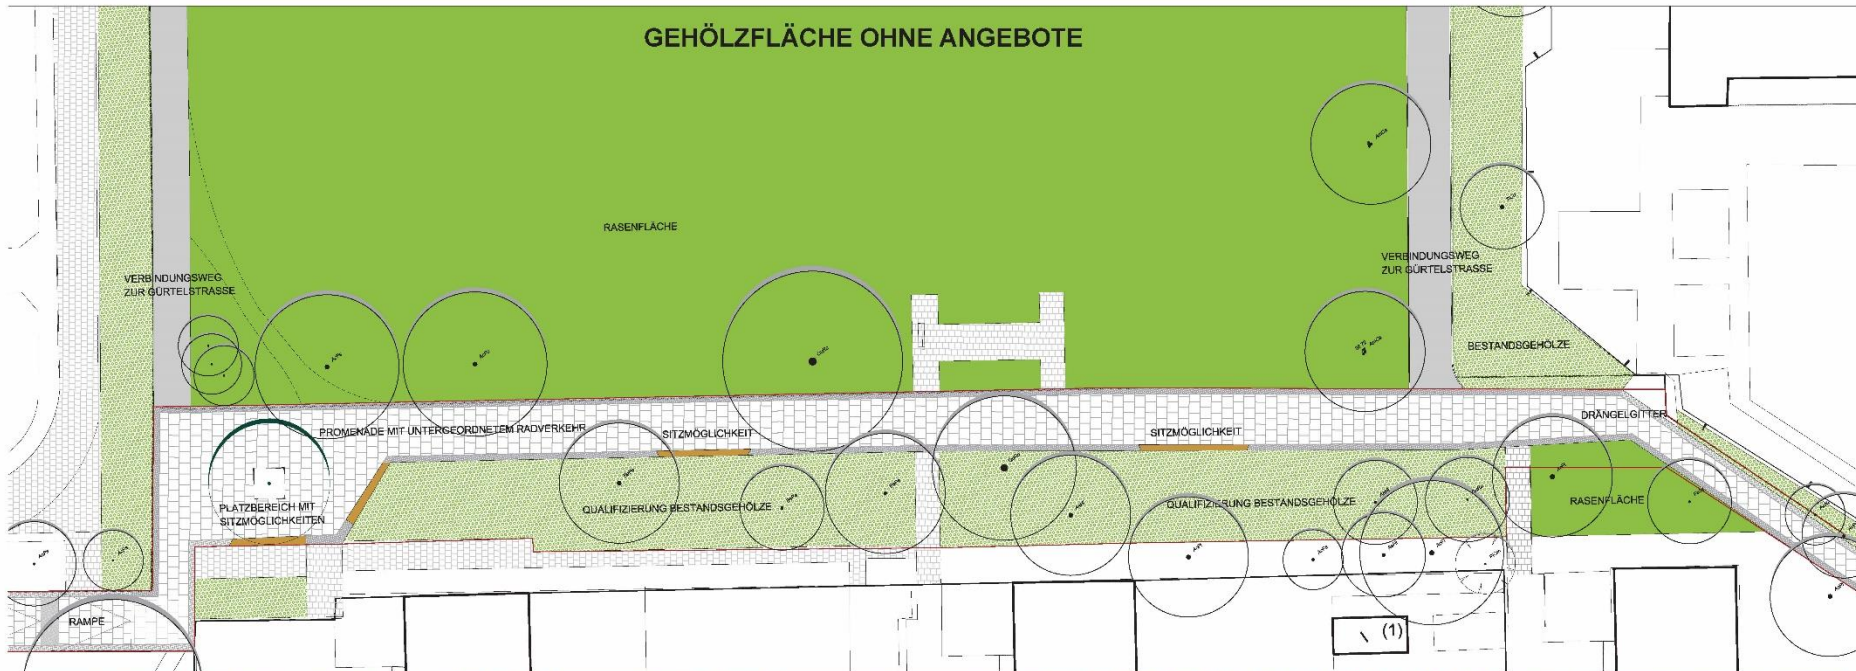 GEHÖLZFLÄCHE OHNE ANGEBOTE
RASENFLÄCHE
VERBINDUNGSWEG
ZUR GÜRTELSTRASSE
VERBINDUNGSWEG
ZUR GÜRTELSTRASSE
BESTANDSGEHÖLZE
DRÄNGELGITTER
PROMENADE MIT UNTERGEORDNETEM RADVERKEHR
SITZMÖGLICHKEIT
SITZMÖGLICHKEIT
PLATZBEREICH MIT
SITZMÖGLICHKEITEN
QUALIFIZIERUNG BESTANDSGEHÖLZE
QUALIFIZIERUNG BESTANDSGEHÖLZE
RASENFLÄCHE
RAMPE
(1)